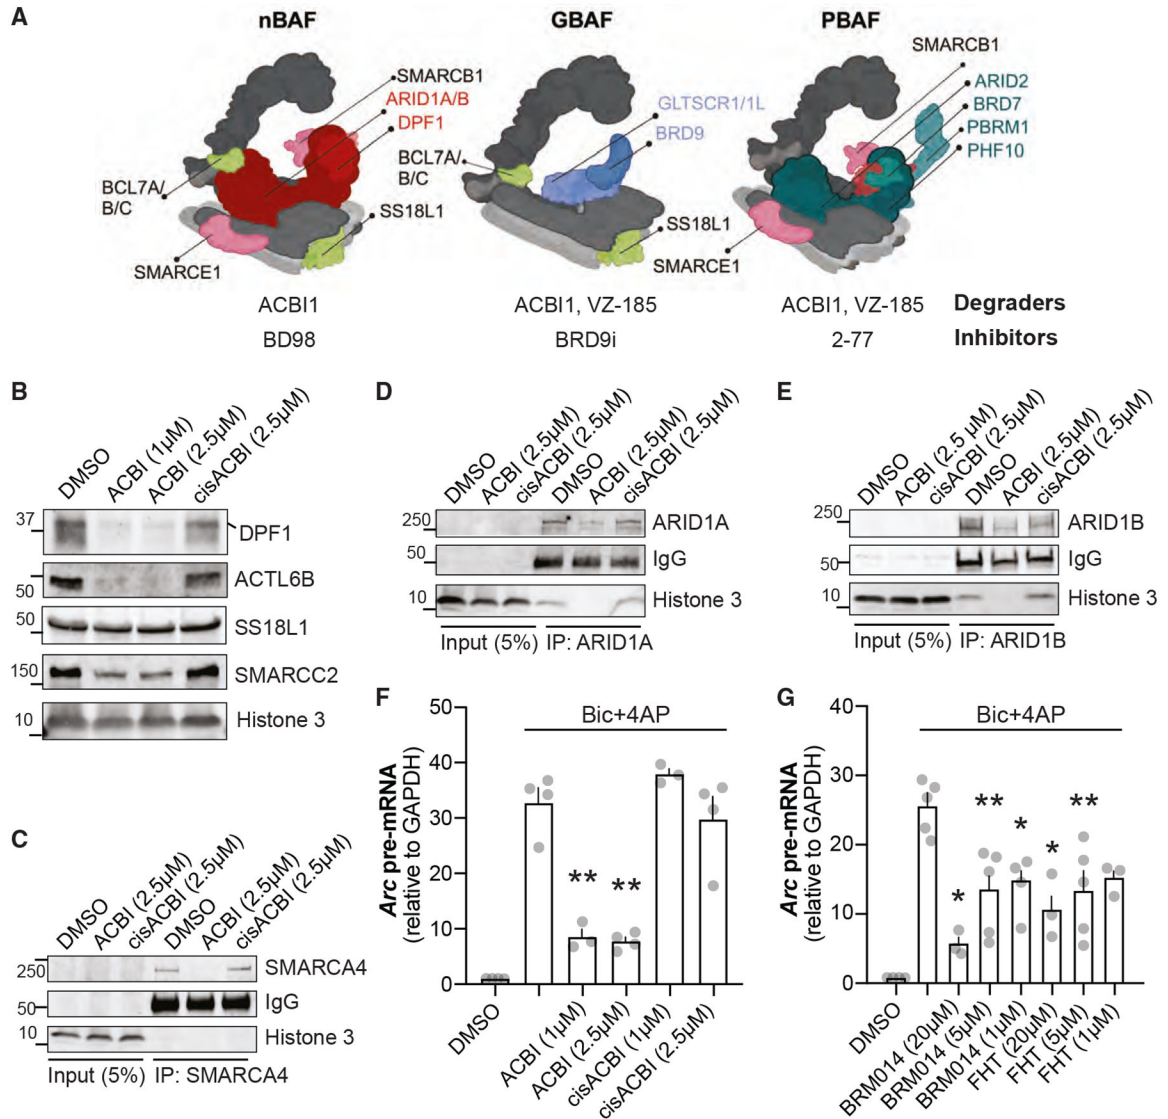 A
nBAF
GBAF
PBAF
SMARCB1
ARID1A/B
DPF1
BCL7A/
B/C
SS18L1
SMARCE1
GLTSCR1/1L
BRD9
BCL7A/
B/C
SS18L1
SMARCB1
ARID2
BRD7
PBRM1
PHF10
SMARCE1
ACBI1
ACBI1, VZ-185
ACBI1, VZ-185
Degraders
BD98
BRD9i
2-77
Inhibitors
B
DMSO
ACBI (1µM)
ACBI (2.5µM)
cisACBI (2.5µM)
37
DPF1
50
ACTL6B
50
SS18L1
150
SMARCC2
10
Histone 3
C
DMSO
ACBI (2.5µM)
cisACBI (2.5µM)
DMSO
ACBI (2.5µM)
cisACBI (2.5µM)
250
SMARCA4
50
IgG
10
Histone 3
Input (5%)
IP: SMARCA4
D
DMSO
ACBI (2.5µM)
cisACBI (2.5µM)
DMSO
ACBI (2.5µM)
cisACBI (2.5µM)
250
ARID1A
50
IgG
10
Histone 3
Input (5%)
IP: ARID1A
E
DMSO
ACBI (2.5 µM)
cisACBI (2.5µM)
DMSO
ACBI (2.5µM)
cisACBI (2.5µM)
250
ARID1B
50
IgG
10
Histone 3
Input (5%)
IP: ARID1B
F
Bic+4AP
Arc pre-mRNA
(relative to GAPDH)
50
40
30
20
10
0
**
**
DMSO
ACBI (1µM)
ACBI (2.5µM)
cisACBI (1µM)
cisACBI (2.5µM)
G
Bic+4AP
Arc pre-mRNA
(relative to GAPDH)
40
30
20
10
0
*
**
*
*
**
DMSO
BRM014 (20µM)
BRM014 (5µM)
BRM014 (1µM)
FHT (20µM)
FHT (5µM)
FHT (1µM)